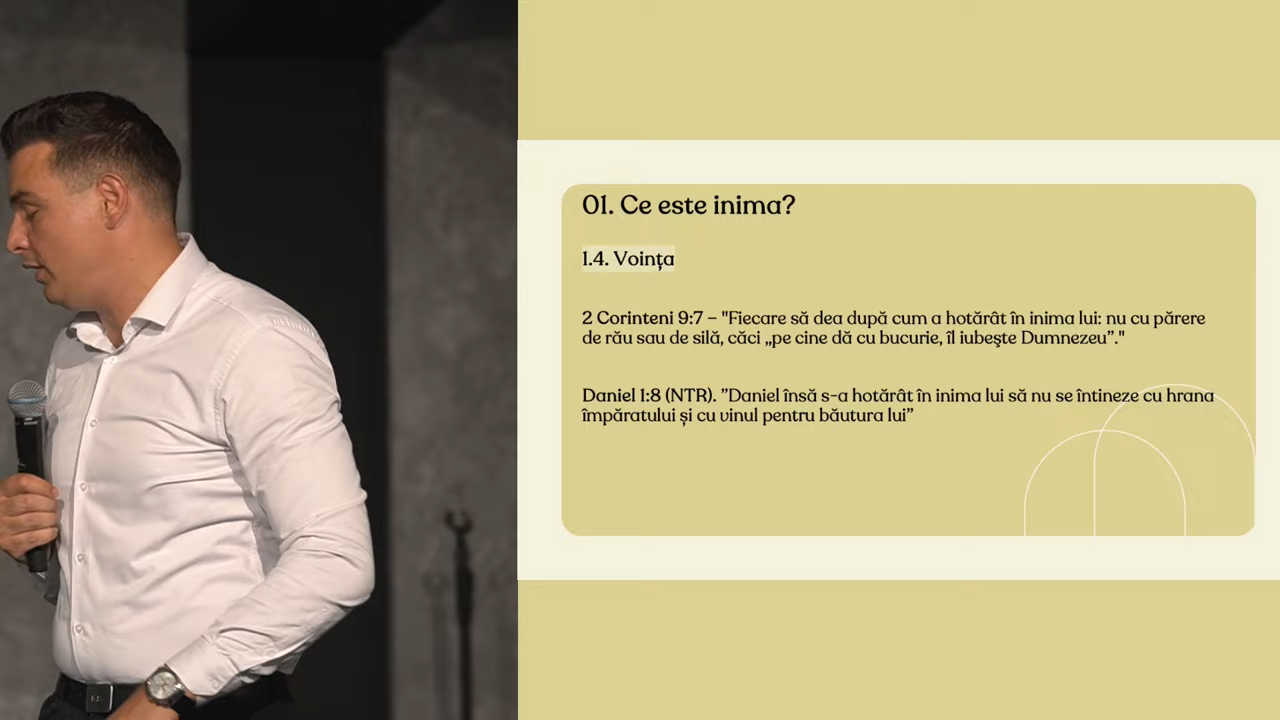 01. Ce este inima?
1.4. Voința
2 Corinteni 9:7 – "Fiecare să dea după cum a hotărât în inima lui: nu cu părere
de rău sau de silă, căci „pe cine dă cu bucurie, îl iubeşte Dumnezeu”."
Daniel 1:8 (NTR). ”Daniel însă s-a hotărât în inima lui să nu se întineze cu hrana
împăratului și cu vinul pentru băutura lui”